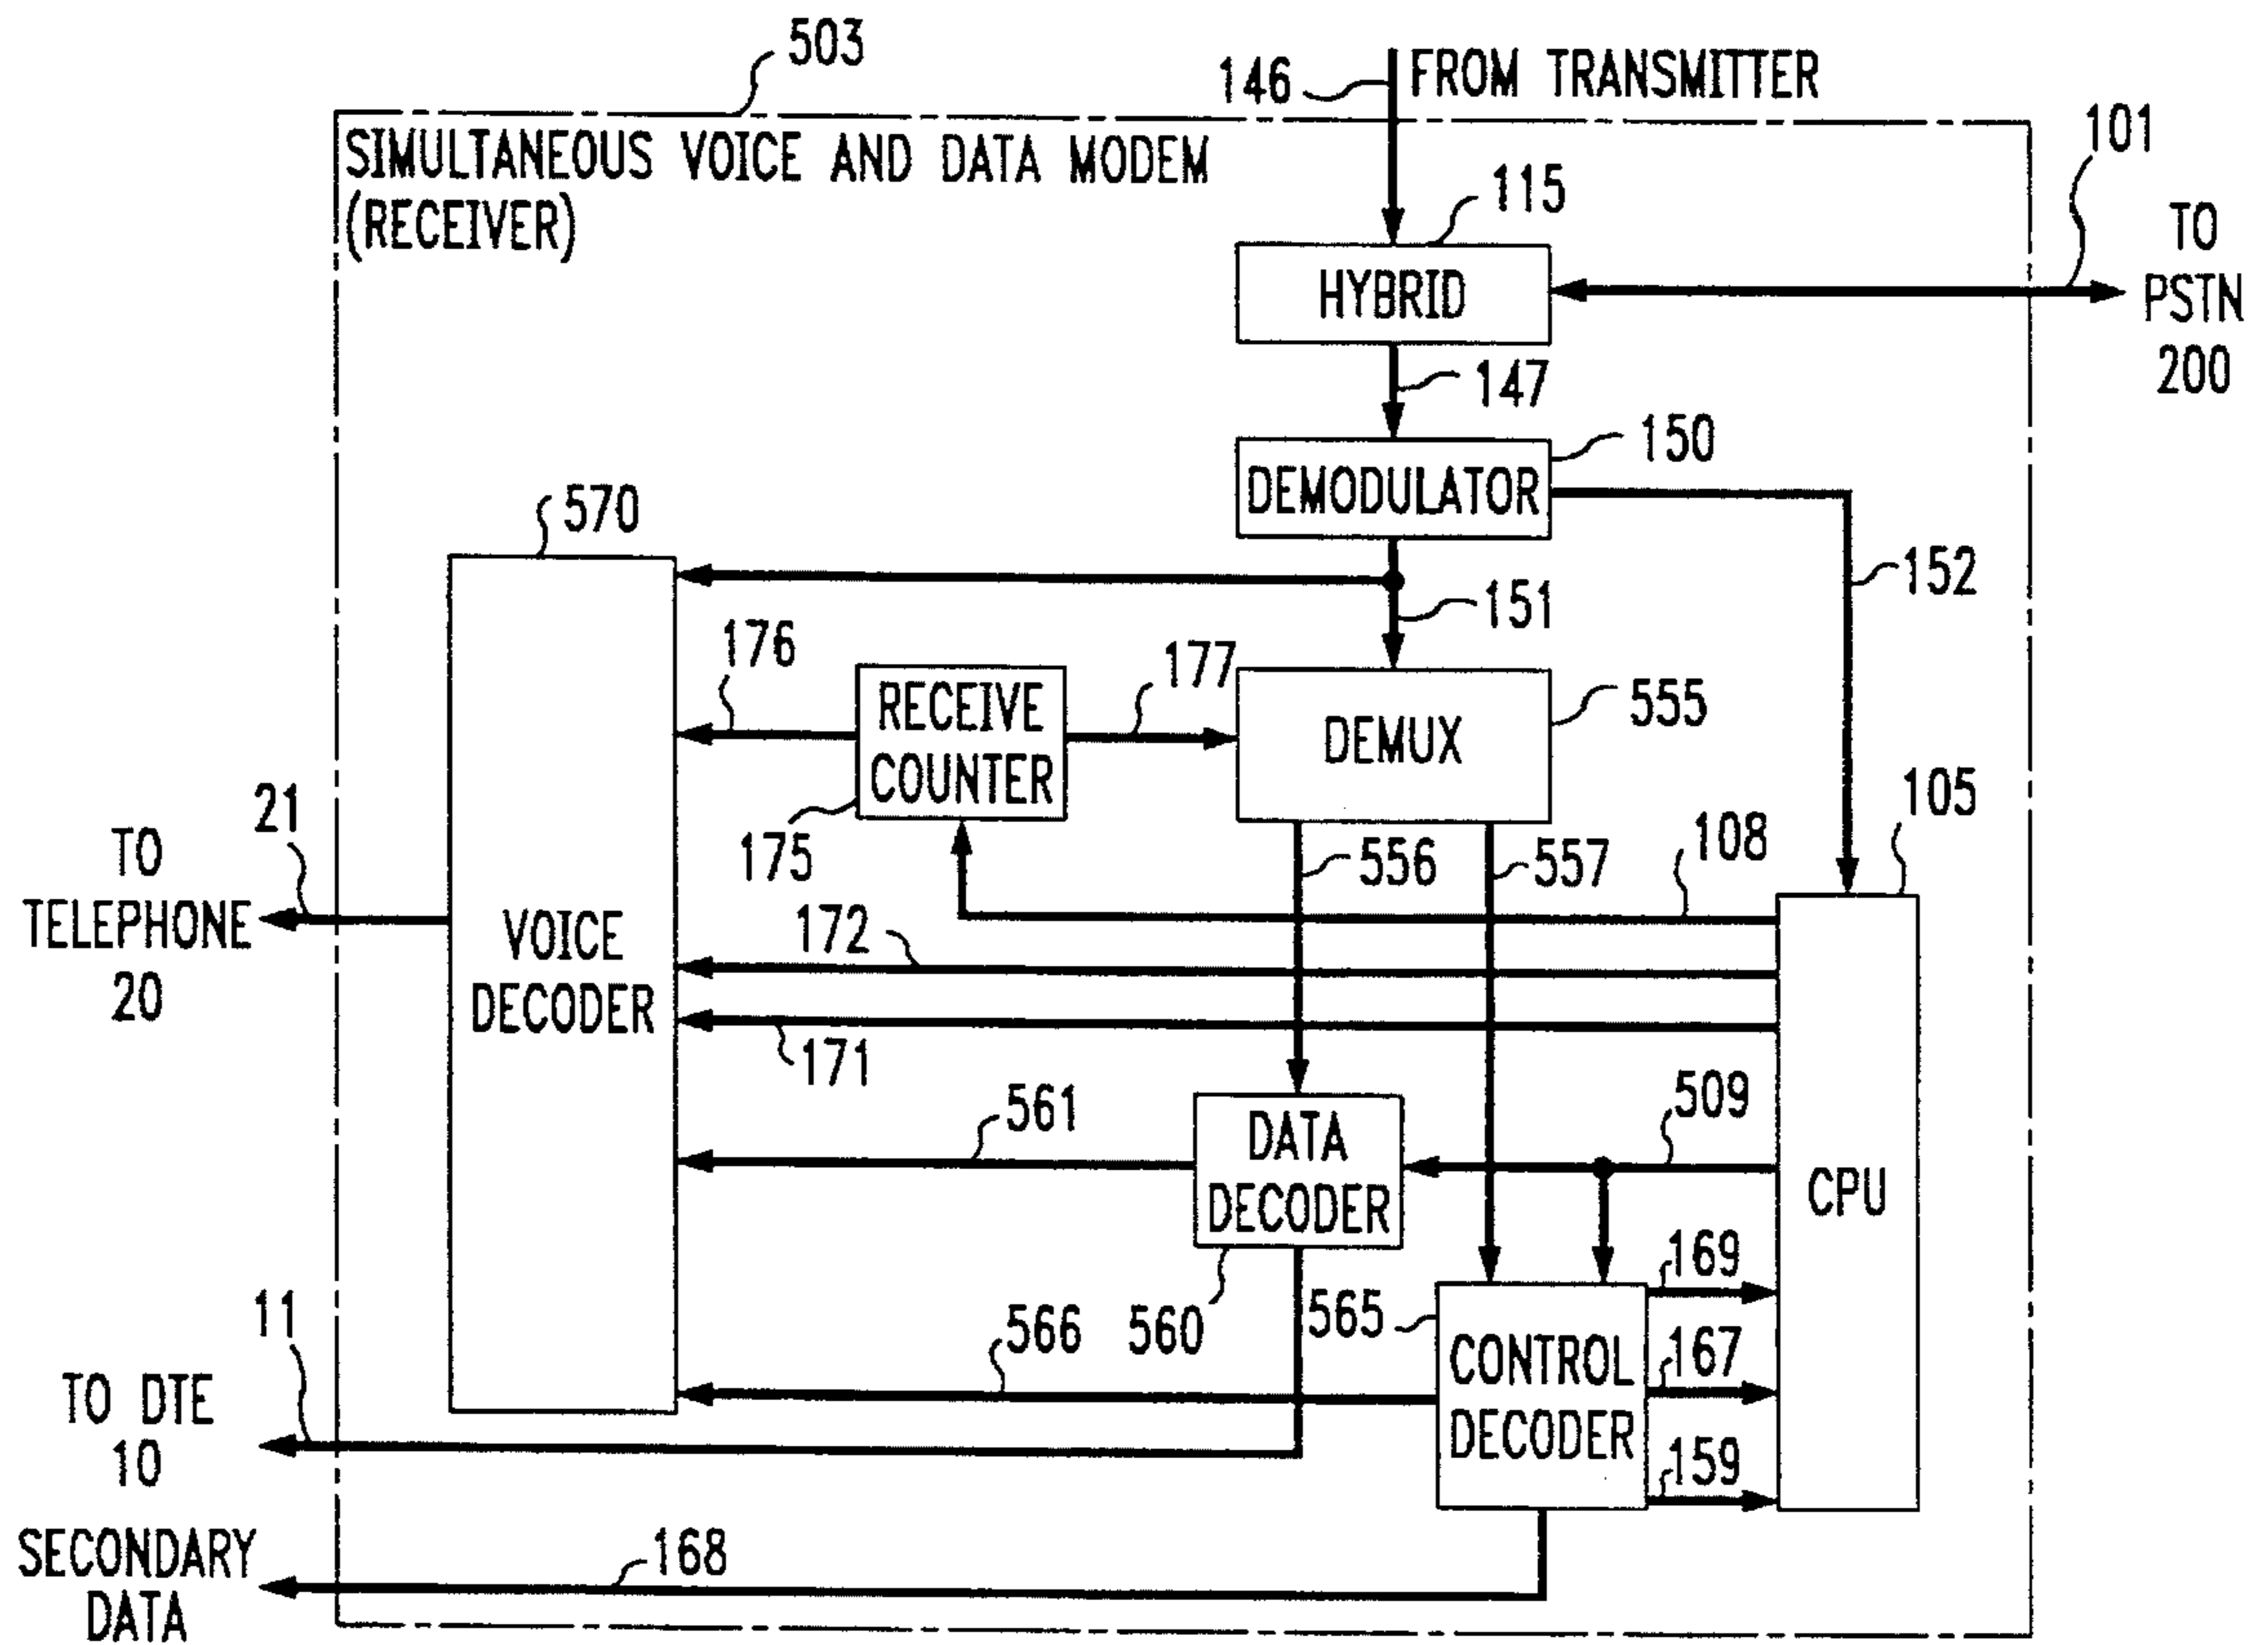 503
146
FROM TRANSMITTER
SIMULTANEOUS VOICE AND DATA MODEM
(RECEIVER)
101
115
TO
PSTN
200
HYBRID
147
150
DEMODULATOR
570
152
151
176
177
RECEIVE
COUNTER
DEMUX
555
175
105
21
TO
TELEPHONE
20
556
557
108
VOICE
DECODER
172
171
509
561
DATA
DECODER
CPU
169
11
566
560
565
CONTROL
DECODER
167
TO DTE
10
159
SECONDARY
DATA
168